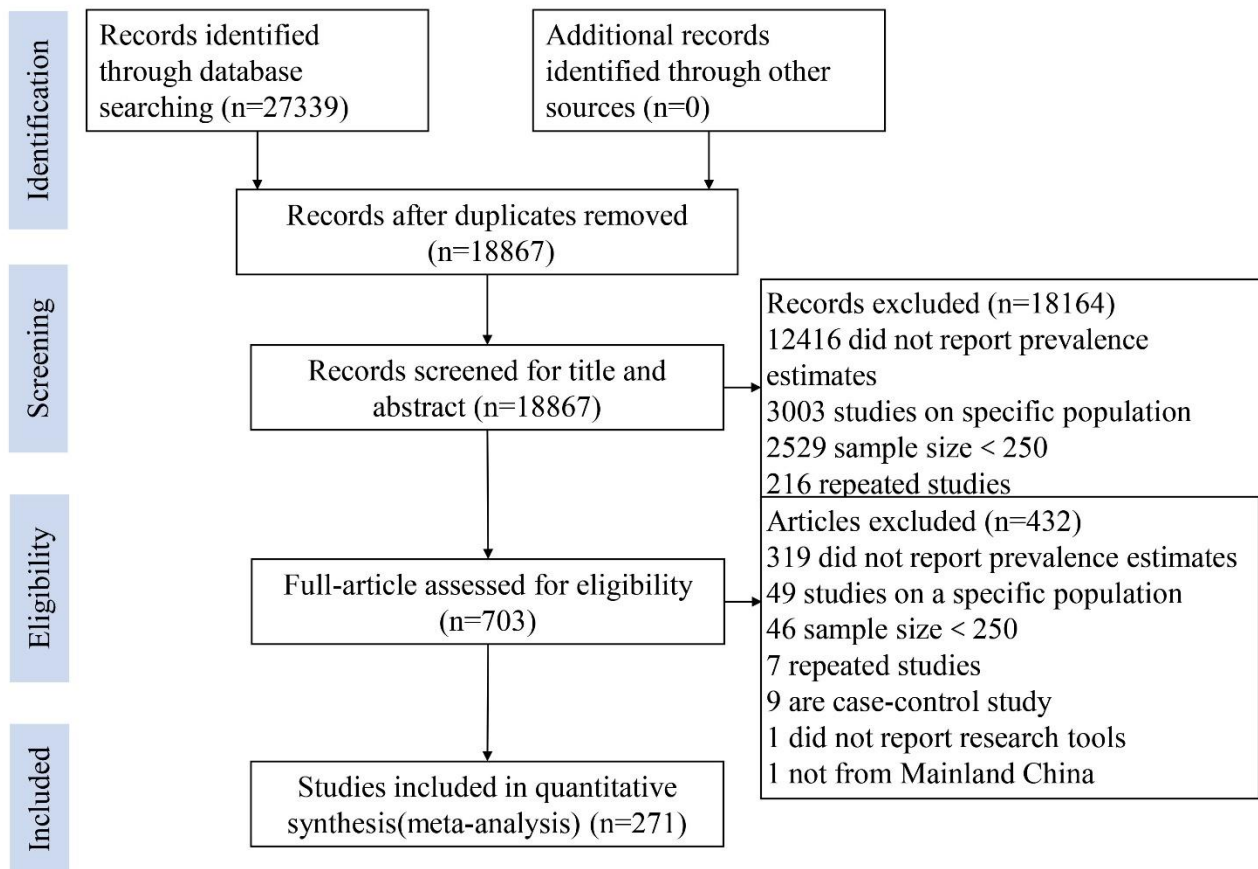 Identification
Records identified
through database
searching (n=27339)
Additional records
identified through other
sources (n=0)
Records after duplicates removed
(n=18867)
Screening
Records screened for title and
abstract (n=18867)
Records excluded (n=18164)
12416 did not report prevalence
estimates
3003 studies on specific population
2529 sample size < 250
216 repeated studies
Eligibility
Full-article assessed for eligibility
(n=703)
Articles excluded (n=432)
319 did not report prevalence estimates
49 studies on a specific population
46 sample size < 250
7 repeated studies
9 are case-control study
1 did not report research tools
1 not from Mainland China
Included
Studies included in quantitative
synthesis(meta-analysis) (n=271)